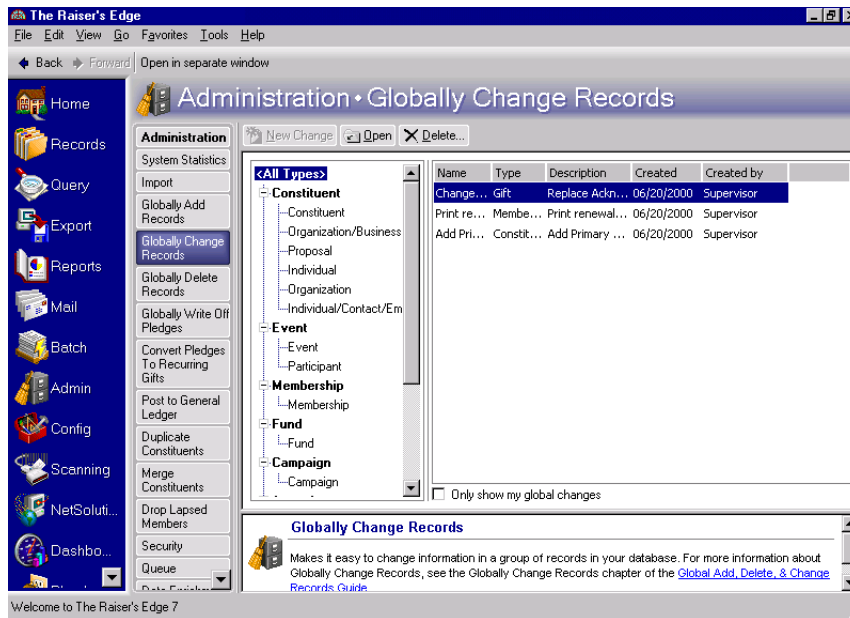 The Raiser's Edge
File Edit View Go Favorites Tools Help
Back Forward Open in separate window
Administration • Globally Change Records
Home
Records
Query
Export
Reports
Mail
Batch
Admin
Config
Scanning
NetSoluti...
Dashbo...
Administration
System Statistics
Import
Globally Add
Records
Globally Change
Records
Globally Delete
Records
Globally Write Off
Pledges
Convert Pledges
To Recurring
Gifts
Post to General
Ledger
Duplicate
Constituents
Merge
Constituents
Drop Lapsed
Members
Security
Queue
New Change Open Delete...
<All Types>
Constituent
Constituent
Organization/Business
Proposal
Individual
Organization
Individual/Contact/Em
Event
Event
Participant
Membership
Membership
Fund
Fund
Campaign
Campaign
Name Type Description Created Created by
Change... Gift Replace Ackn... 06/20/2000 Supervisor
Print re... Membe... Print renewal... 06/20/2000 Supervisor
Add Pri... Constit... Add Primary ... 06/20/2000 Supervisor
Only show my global changes
Globally Change Records
Makes it easy to change information in a group of records in your database. For more information about
Globally Change Records, see the Globally Change Records chapter of the Global Add, Delete, & Change
Records Guide
Welcome to The Raiser's Edge 7